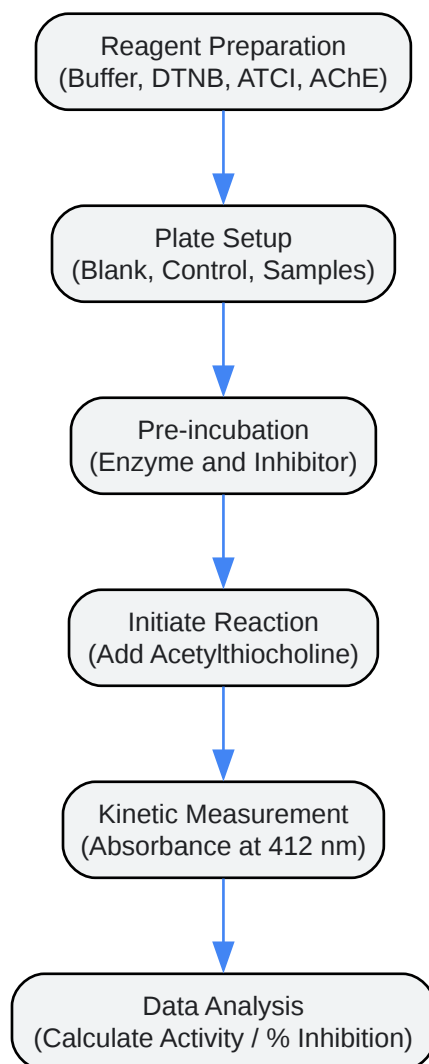 Reagent Preparation
(Buffer, DTNB, ATCI, AChE)
Plate Setup
(Blank, Control, Samples)
Pre-incubation
(Enzyme and Inhibitor)
Initiate Reaction
(Add Acetylthiocholine)
Kinetic Measurement
(Absorbance at 412 nm)
Data Analysis
(Calculate Activity / % Inhibition)